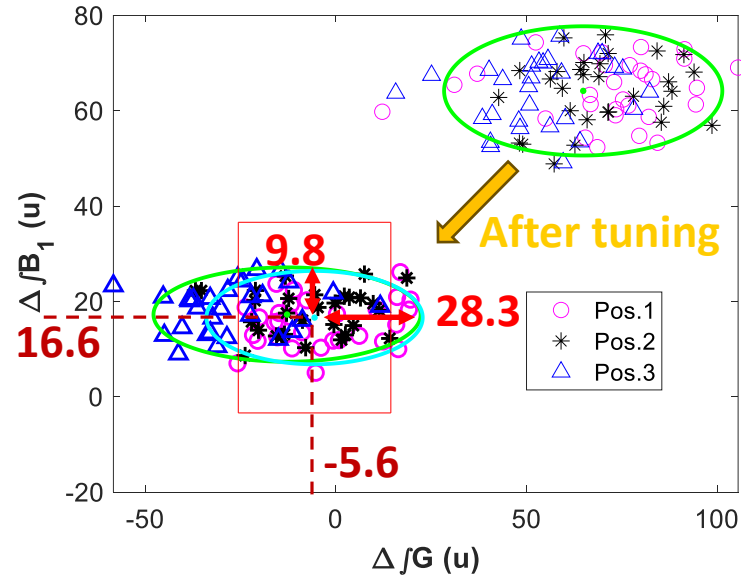 80
60
40
20
0
-20
-50
0
50
100
Δ∫B₁ (u)
Δ∫G (u)
After tuning
9.8
28.3
16.6
-5.6
Pos.1
Pos.2
Pos.3